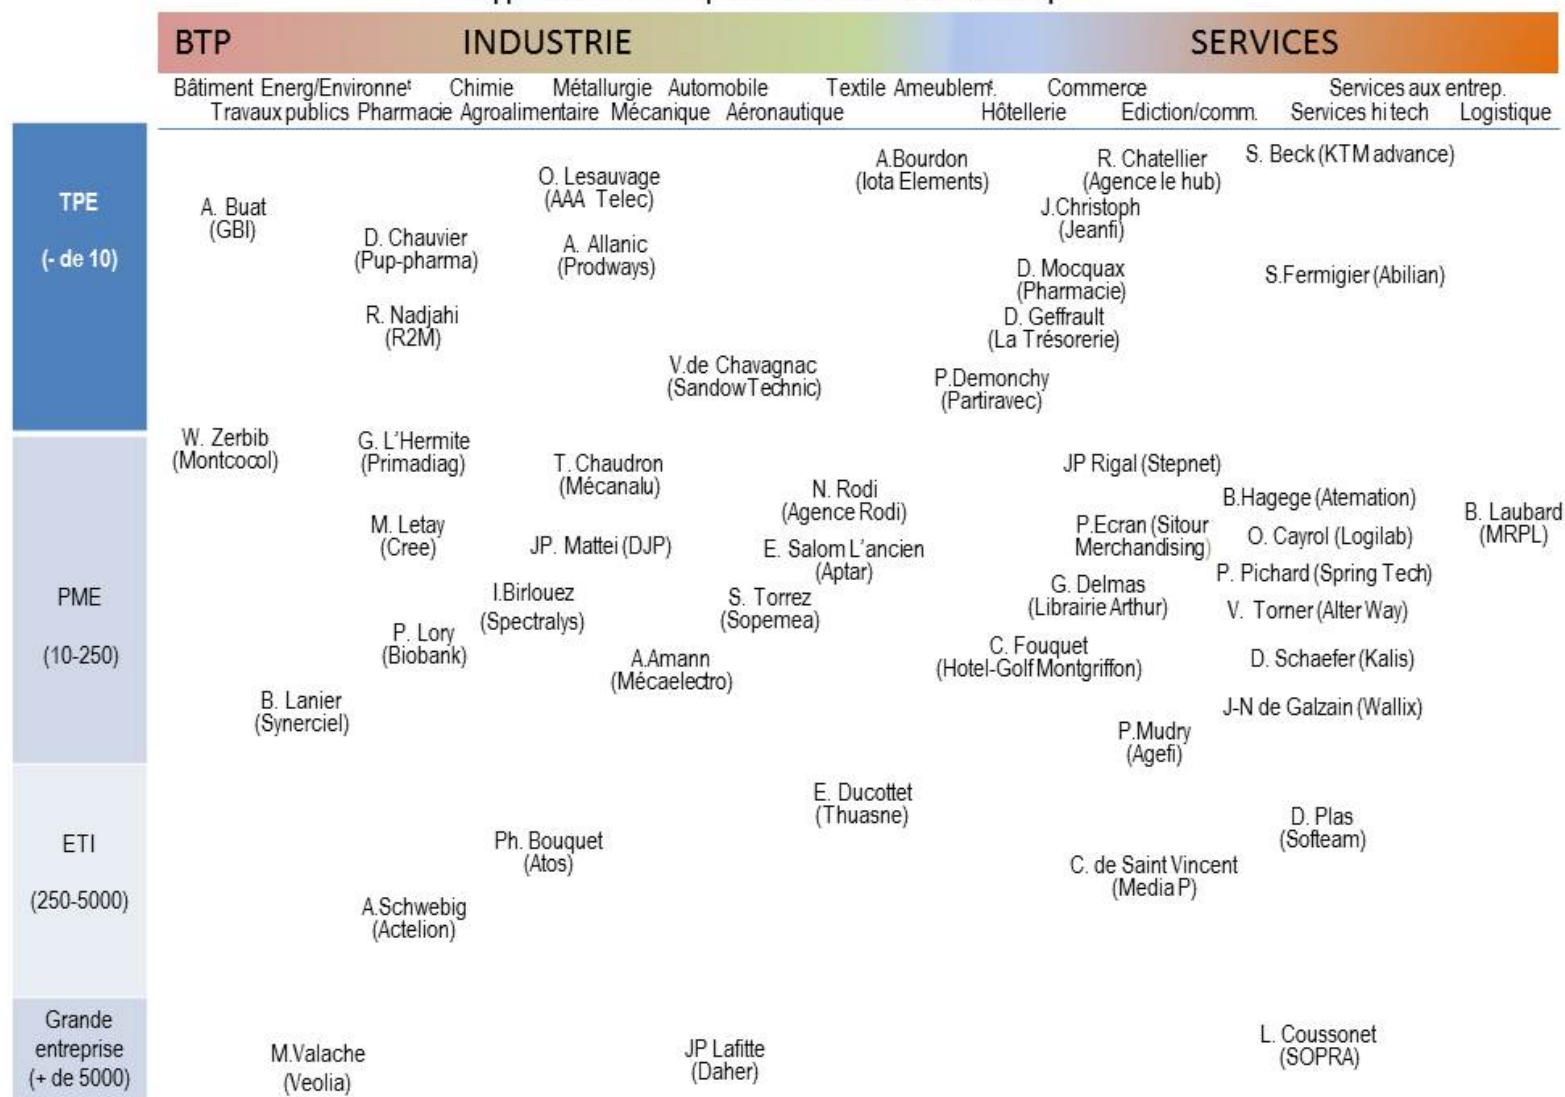 BTP INDUSTRIE SERVICES
Bâtiment Energ/Environneᵗ Chimie Métallurgie Automobile Textile Ameublemᵗ. Commerce Services aux entrep.
Travaux publics Pharmacie Agroalimentaire Mécanique Aéronautique Hôtellerie Ediction/comm. Services hi tech Logistique
TPE
(- de 10)
A. Buat
(GBI)
D. Chauvier
(Pup-pharma)
R. Nadjahi
(R2M)
O. Lesauvage
(AAA Telec)
A. Allanic
(Prodways)
V.de Chavagnac
(Sandow Technic)
A.Bourdon
(Iota Elements)
R. Chatellier
(Agence le hub)
J.Christoph
(Jeanfi)
D. Mocquax
(Pharmacie)
D. Geffrault
(La Trésorerie)
P.Demonchy
(Partiravec)
S. Beck (KTM advance)
S.Fermigier (Abilian)
PME
(10-250)
W. Zerbib
(Montcocol)
G. L'Hermite
(Primadiag)
M. Letay
(Cree)
P. Lory
(Biobank)
B. Lanier
(Synerciel)
T. Chaudron
(Mécanalu)
JP. Mattei (DJP)
I.Birlouez
(Spectralys)
A.Amann
(Mécaelectro)
N. Rodi
(Agence Rodi)
E. Salom L'ancien
(Aptar)
S. Torrez
(Sopemea)
JP Rigal (Stepnet)
P.Ecran (Sitour
Merchandising)
G. Delmas
(Librairie Arthur)
C. Fouquet
(Hotel-Golf Montgriffon)
P.Mudry
(Agefi)
B.Hagege (Atemation)
O. Cayrol (Logilab)
P. Pichard (Spring Tech)
V. Torner (Alter Way)
D. Schaefer (Kalis)
J-N de Galzain (Wallix)
B. Laubard
(MRPL)
ETI
(250-5000)
E. Ducottet
(Thuasne)
Ph. Bouquet
(Atos)
A.Schwebig
(Actelion)
D. Plas
(Softeam)
C. de Saint Vincent
(Media P)
Grande
entreprise
(+ de 5000)
M.Valache
(Veolia)
JP Lafitte
(Daher)
L. Coussonet
(SOPRA)